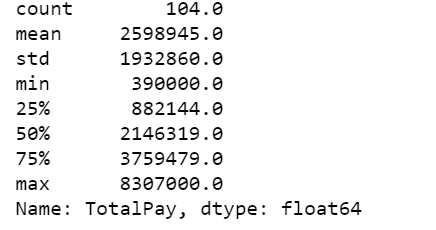 count 104.0
mean 2598945.0
std 1932860.0
min 390000.0
25% 882144.0
50% 2146319.0
75% 3759479.0
max 8307000.0
Name: TotalPay, dtype: float64